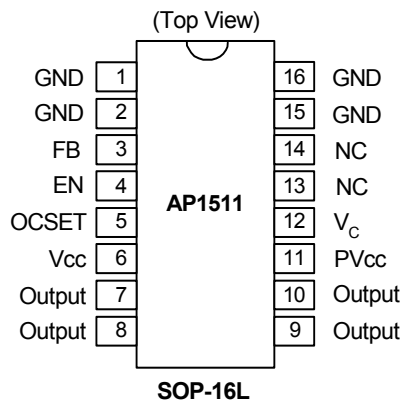 (Top View)
GND 1 16 GND
GND 2 15 GND
FB 3 14 NC
EN 4 13 NC
AP1511
OCSET 5 12 VC
Vcc 6 11 PVcc
Output 7 10 Output
Output 8 9 Output
SOP-16L